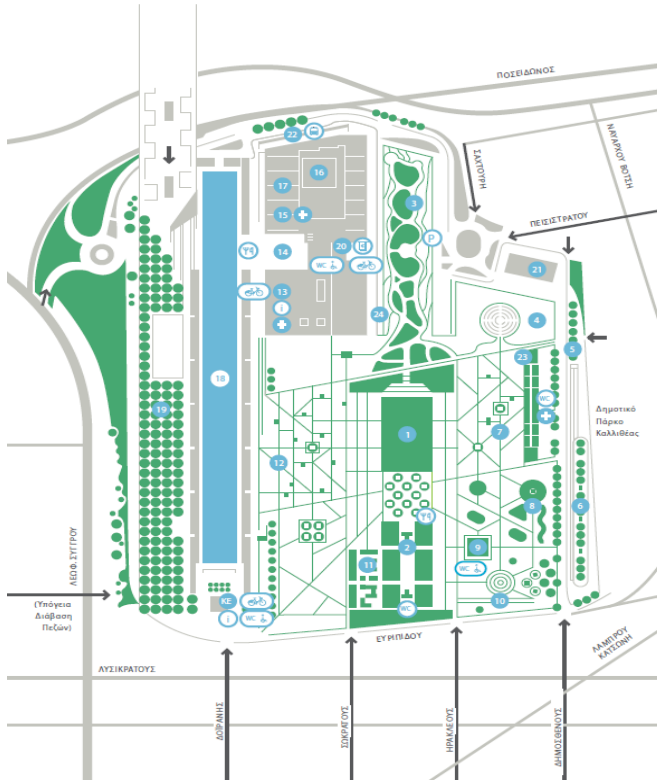 ΠΟΣΕΙΔΩΝΟΣ
ΝΑΥΑΡΧΟΥ ΒΟΤΣΗ
ΣΑΧΤΟΥΡΗ
ΠΕΙΣΙΣΤΡΑΤΟΥ
22
16
17
3
15
P
20
14
WC
21
13
i
24
4
5
23
18
19
WC
Δημοτικό
Πάρκο
Καλλιθέας
1
7
12
6
8
2
9
11
WC
10
ΛΕΩΦ. ΣΥΓΓΡΟΥ
(Υπόγεια
Διάβαση
Πεζών)
KE
i
WC
WC
ΕΥΡΙΠΙΔΟΥ
ΛΑΜΠΡΟΥ
ΚΑΤΣΩΝΗ
ΛΥΣΙΚΡΑΤΟΥΣ
ΔΟΪΡΑΝΗΣ
ΣΩΚΡΑΤΟΥΣ
ΗΡΑΚΛΕΟΥΣ
ΔΗΜΟΣΘΕΝΟΥΣ